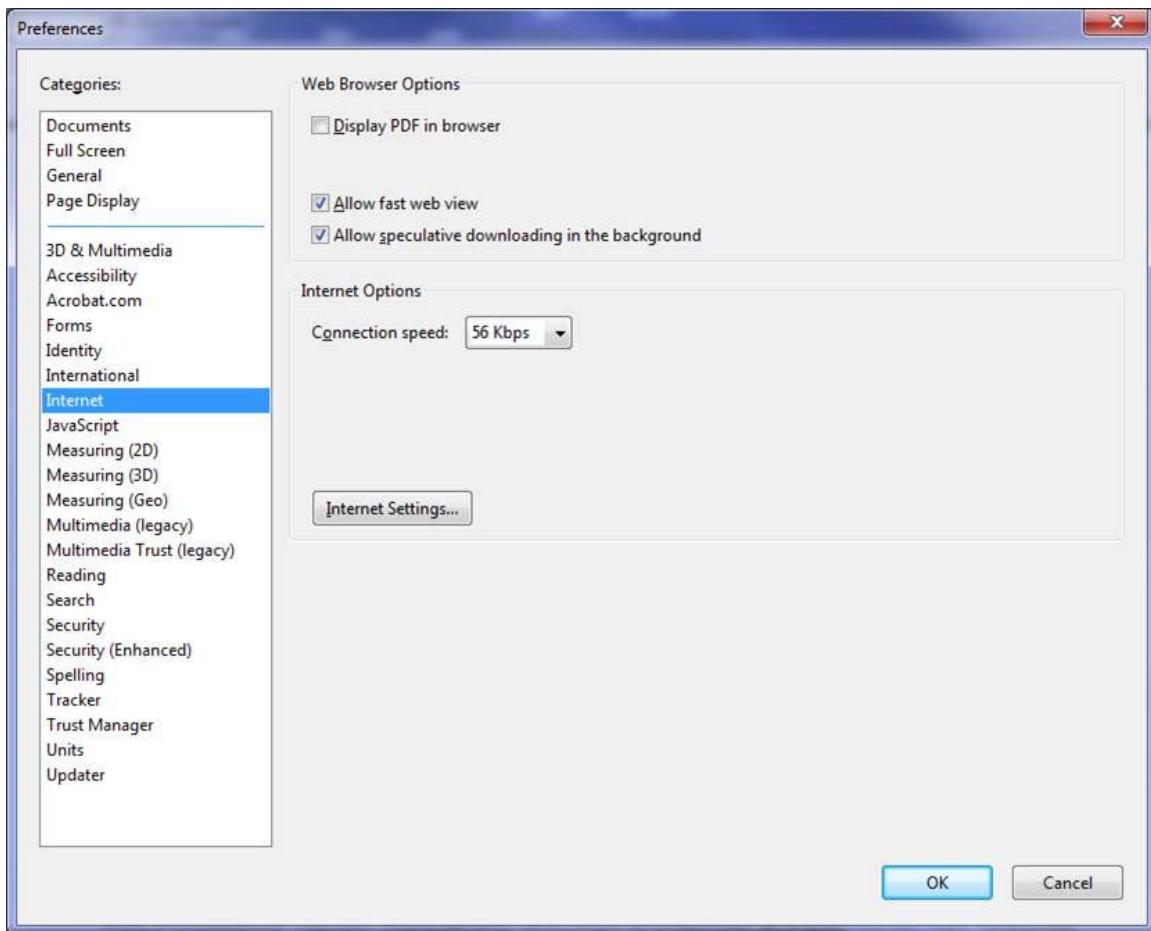 Preferences
Categories:
Documents
Full Screen
General
Page Display
3D & Multimedia
Accessibility
Acrobat.com
Forms
Identity
International
Internet
JavaScript
Measuring (2D)
Measuring (3D)
Measuring (Geo)
Multimedia (legacy)
Multimedia Trust (legacy)
Reading
Search
Security
Security (Enhanced)
Spelling
Tracker
Trust Manager
Units
Updater
Web Browser Options
Display PDF in browser
Allow fast web view
Allow speculative downloading in the background
Internet Options
Connection speed: 56 Kbps
Internet Settings...
OK Cancel